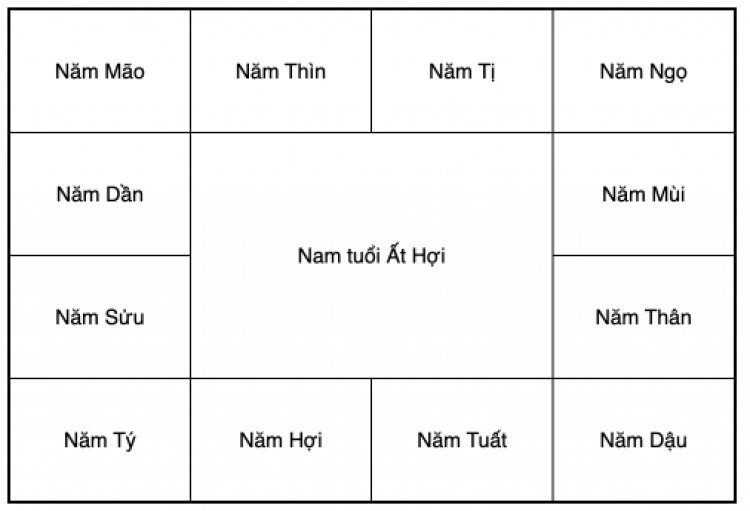 Năm Mão
Năm Thìn
Năm Tị
Năm Ngọ
Năm Dần
Nam tuổi Ất Hợi
Năm Mùi
Năm Sửu
Năm Thân
Năm Tý
Năm Hợi
Năm Tuất
Năm Dậu